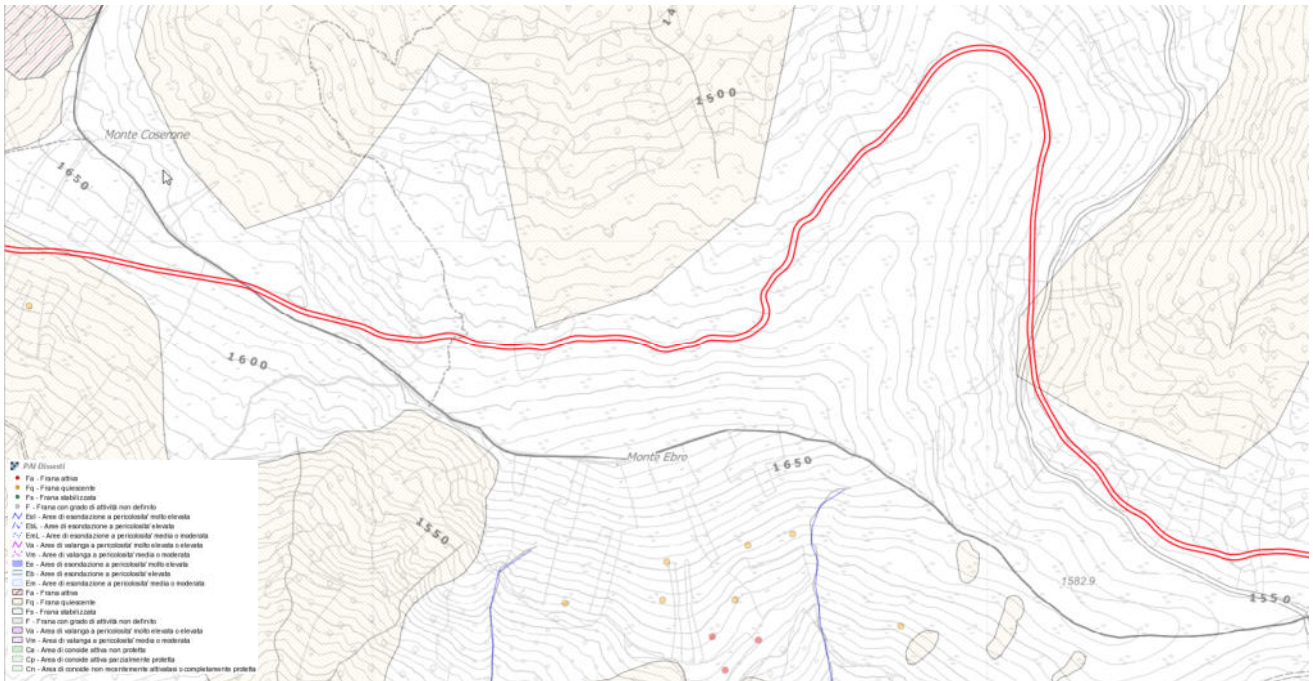 14
1500
Monte Cosfrone
1650
1600
Monte Ebro
1650
1550
1582.9
1550
PAI Dissesti
Fa - Frana attiva
Fq - Frana quiescente
Fs - Frana stabilizzata
F - Frana con grado di attività non definito
EeL - Aree di esondazione a pericolosita' molto elevata
EbL - Aree di esondazione a pericolosita' elevata
EmL - Aree di esondazione a pericolosita' media o moderata
Va - Aree di valanga a pericolosita' molto elevata o elevata
Vm - Aree di valanga a pericolosita' media o moderata
Ee - Aree di esondazione a pericolosita' molto elevato
Eb - Aree di esondazione a pericolosita' elevata
Em - Aree di esondazione a pericolosita' media o moderata
Fa - Frana attiva
Fq - Frana quiescente
Fs - Frana stabilizzata
F - Frana con grado di attività non definito
Va - Area di valanga a pericolosita' molto elevata o elevata
Vm - Area di valanga a pericolosita' media o moderata
Ca - Area di conoide attiva non protetta
Cp - Area di conoide attiva parzialmente protetta
Cn - Area di conoide non recentemente attivatasi o completamente protetta